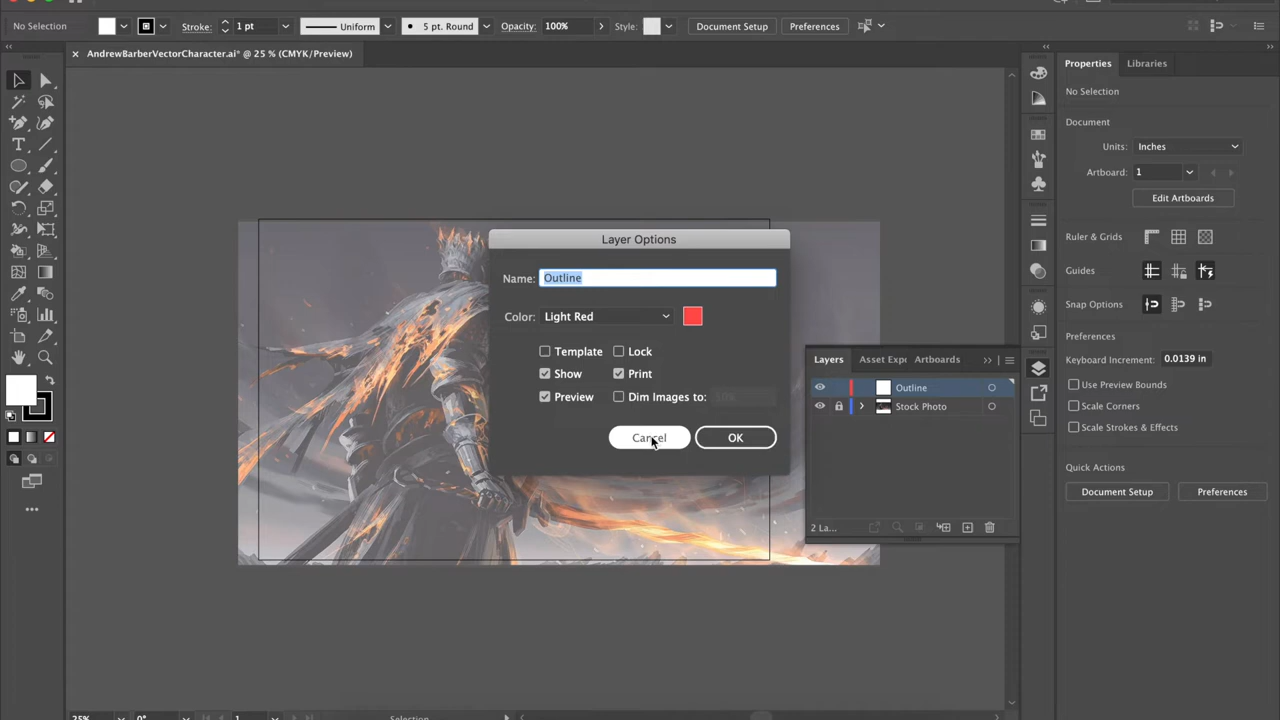 No Selection Stroke: 1 pt Uniform 5 pt. Round Opacity: 100% Style: Document Setup Preferences
× AndrewBarberVectorCharacter.ai* @ 25 % (CMYK/Preview)
Properties Libraries
No Selection
Document
Units: Inches
Artboard: 1
Edit Artboards
Ruler & Grids
Guides
Snap Options
Preferences
Keyboard Increment: 0.0139 in
Use Preview Bounds
Scale Corners
Scale Strokes & Effects
Quick Actions
Document Setup Preferences
Layer Options
Name: Outline
Color: Light Red
Template Lock
Show Print
Preview Dim Images to:
Cancel OK
Layers Asset Expo Artboards
Outline
Stock Photo
2 La...
25% 0° 1 Selection